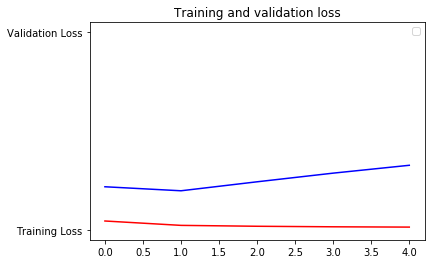 Training and validation loss
Validation Loss
Training Loss
0.0 0.5 1.0 1.5 2.0 2.5 3.0 3.5 4.0